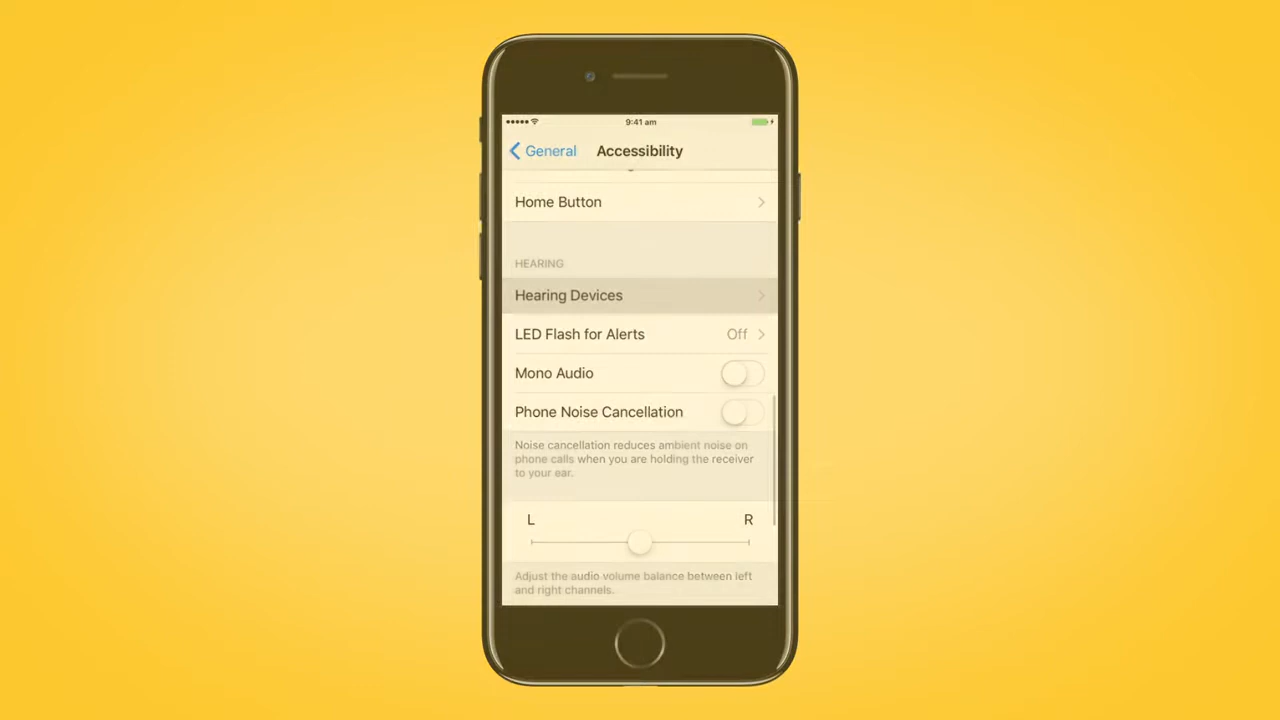 9:41 am
General Accessibility
Home Button
HEARING
Hearing Devices
LED Flash for Alerts Off
Mono Audio
Phone Noise Cancellation
Noise cancellation reduces ambient noise on
phone calls when you are holding the receiver
to your ear.
L R
Adjust the audio volume balance between left
and right channels.